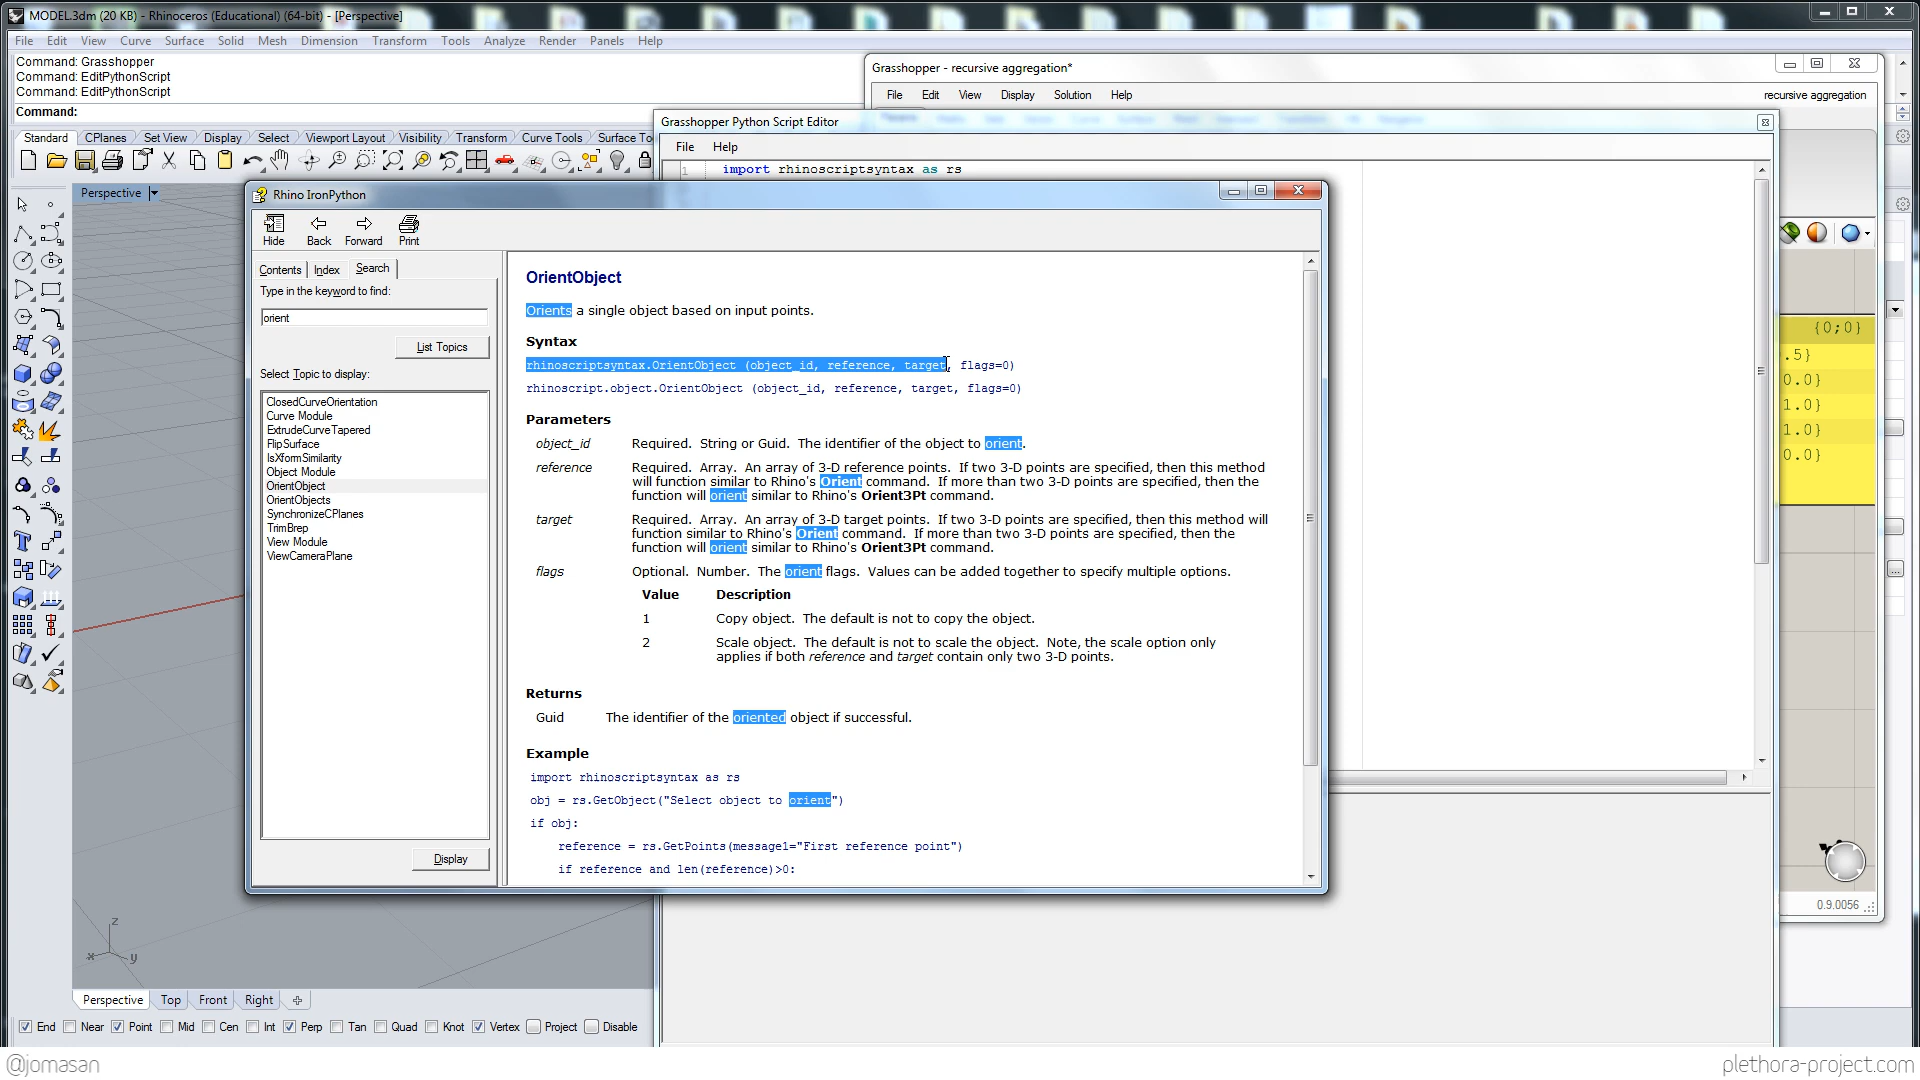 MODEL.3dm (20 KB) - Rhinoceros (Educational) (64-bit) - [Perspective]
File Edit View Curve Surface Solid Mesh Dimension Transform Tools Analyze Render Panels Help
Command: Grasshopper
Command: EditPythonScript
Command: EditPythonScript
Command:
Standard CPlanes Set View Display Select Viewport Layout Visibility Transform Curve Tools Surface To
Grasshopper - recursive aggregation*
File Edit View Display Solution Help
recursive aggregation
Grasshopper Python Script Editor
File Help
1 import rhinoscriptsyntax as rs
Perspective
Rhino IronPython
Hide Back Forward Print
Contents Index Search
Type in the keyword to find:
orient
List Topics
Select Topic to display:
ClosedCurveOrientation
Curve Module
ExtrudeCurveTapered
FlipSurface
IsXformSimilarity
Object Module
OrientObject
OrientObjects
SynchronizeCPlanes
TrimBrep
View Module
ViewCameraPlane
Display
OrientObject
Orients a single object based on input points.
Syntax
rhinoscriptsyntax.OrientObject (object_id, reference, target, flags=0)
rhinoscript.object.OrientObject (object_id, reference, target, flags=0)
Parameters
object_id Required. String or Guid. The identifier of the object to orient.
reference Required. Array. An array of 3-D reference points. If two 3-D points are specified, then this method
will function similar to Rhino's Orient command. If more than two 3-D points are specified, then the
function will orient similar to Rhino's Orient3Pt command.
target Required. Array. An array of 3-D target points. If two 3-D points are specified, then this method will
function similar to Rhino's Orient command. If more than two 3-D points are specified, then the
function will orient similar to Rhino's Orient3Pt command.
flags Optional. Number. The orient flags. Values can be added together to specify multiple options.
Value Description
1 Copy object. The default is not to copy the object.
2 Scale object. The default is not to scale the object. Note, the scale option only
applies if both reference and target contain only two 3-D points.
Returns
Guid The identifier of the oriented object if successful.
Example
import rhinoscriptsyntax as rs
obj = rs.GetObject("Select object to orient")
if obj:
reference = rs.GetPoints(message1="First reference point")
if reference and len(reference)>0:
{0;0}
.5}
0.0}
1.0}
1.0}
0.0}
0.9.0056
z
x y
Perspective Top Front Right
End Near Point Mid Cen Int Perp Tan Quad Knot Vertex Project Disable
@jomasan
plethora-project.com